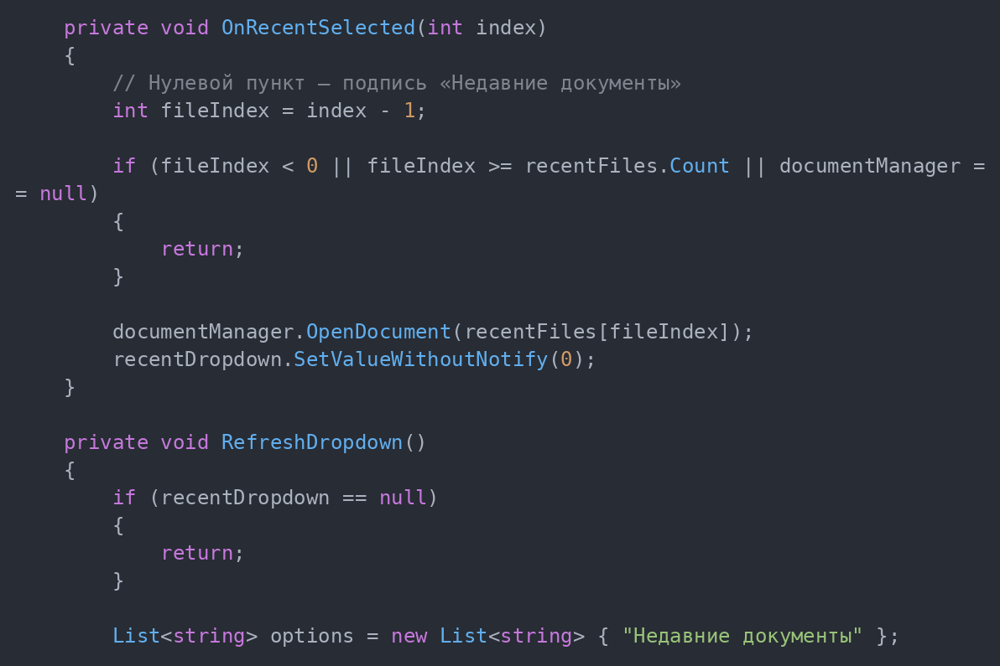 private void OnRecentSelected(int index)
    {
        // Нулевой пункт — подпись «Недавние документы»
        int fileIndex = index - 1;

        if (fileIndex < 0 || fileIndex >= recentFiles.Count || documentManager =
= null)
        {
            return;
        }

        documentManager.OpenDocument(recentFiles[fileIndex]);
        recentDropdown.SetValueWithoutNotify(0);
    }

    private void RefreshDropdown()
    {
        if (recentDropdown == null)
        {
            return;
        }

        List<string> options = new List<string> { "Недавние документы" };